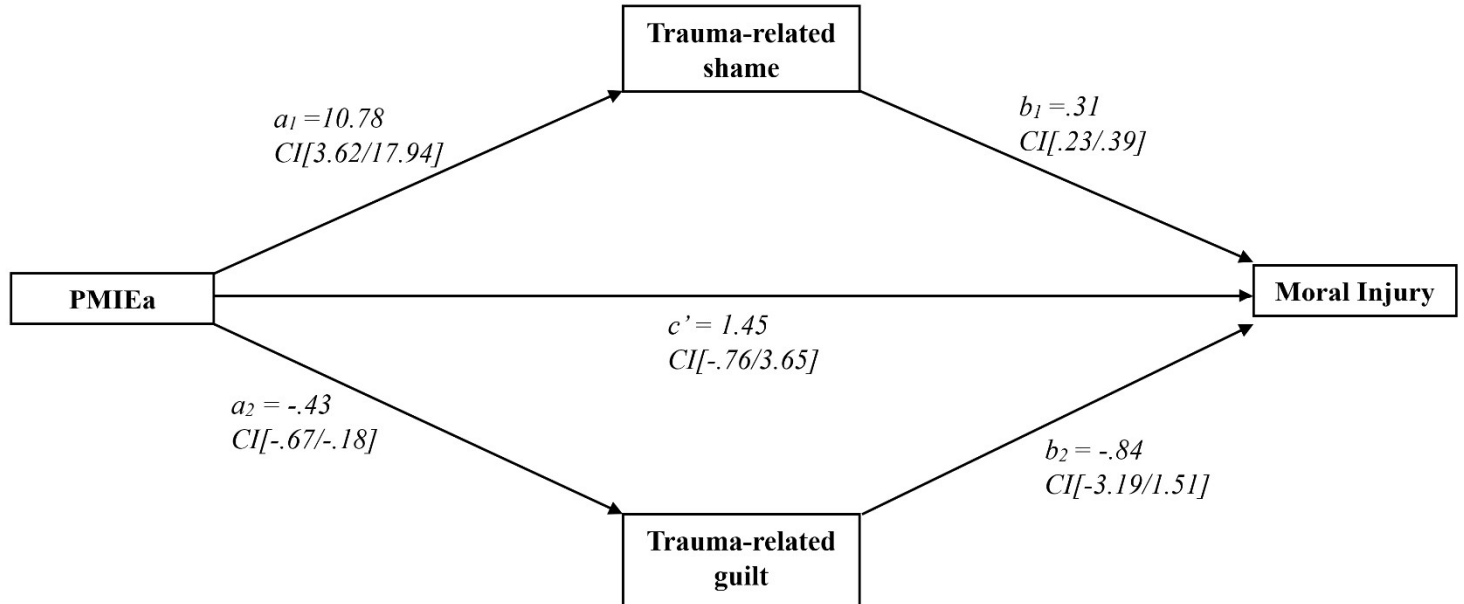 Trauma-related
shame
a₁ =10.78
CI[3.62/17.94]
b₁ =.31
CI[.23/.39]
PMIEa
Moral Injury
c’ = 1.45
CI[-.76/3.65]
a₂ = -.43
CI[-.67/-.18]
b₂ = -.84
CI[-3.19/1.51]
Trauma-related
guilt